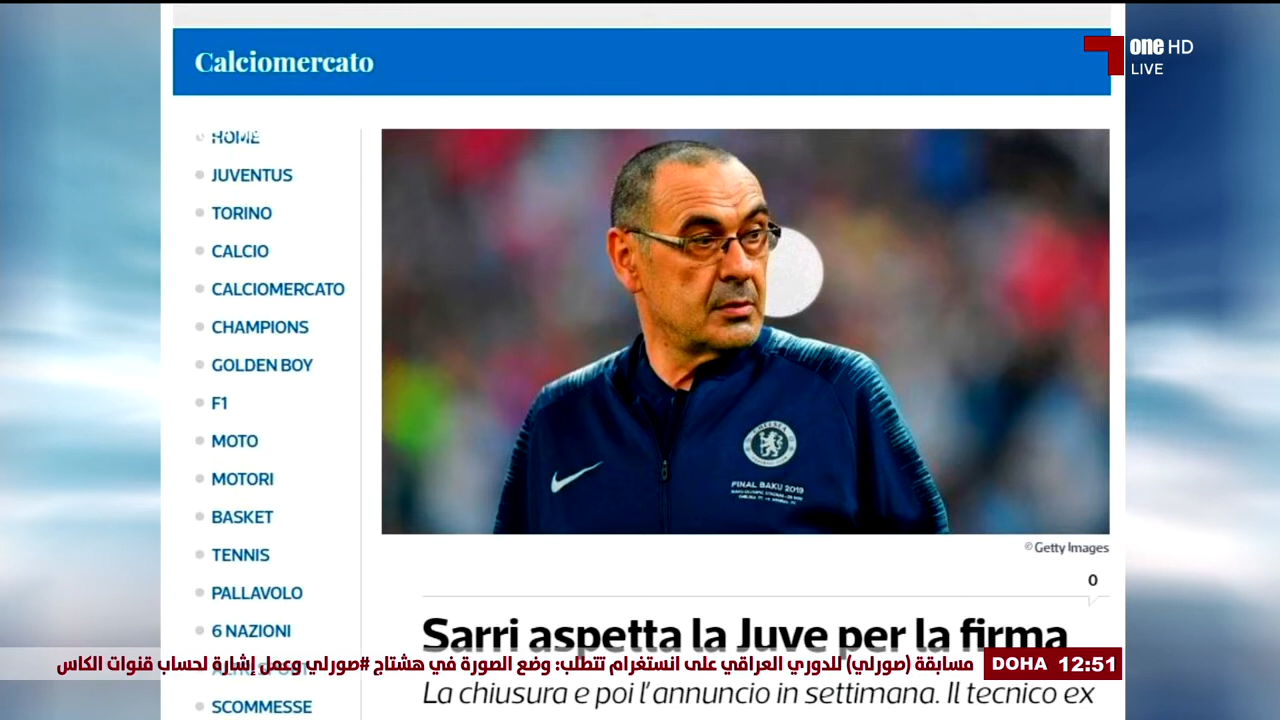 Calciomercato
one HD
LIVE
HOME
JUVENTUS
TORINO
CALCIO
CALCIOMERCATO
CHAMPIONS
GOLDEN BOY
F1
MOTO
MOTORI
BASKET
TENNIS
PALLAVOLO
6 NAZIONI
SCOMMESSE
CHELSEA
FINAL BAKU 2019
© Getty Images
0
Sarri aspetta la Juve per la firma
مسابقة (صورلي) للدوري العراقي على انستغرام تتطلب: وضع الصورة في هشتاج #صورلي وعمل إشارة لحساب قنوات الكاس
DOHA 12:51
La chiusura e poi l'annuncio in settimana. Il tecnico ex